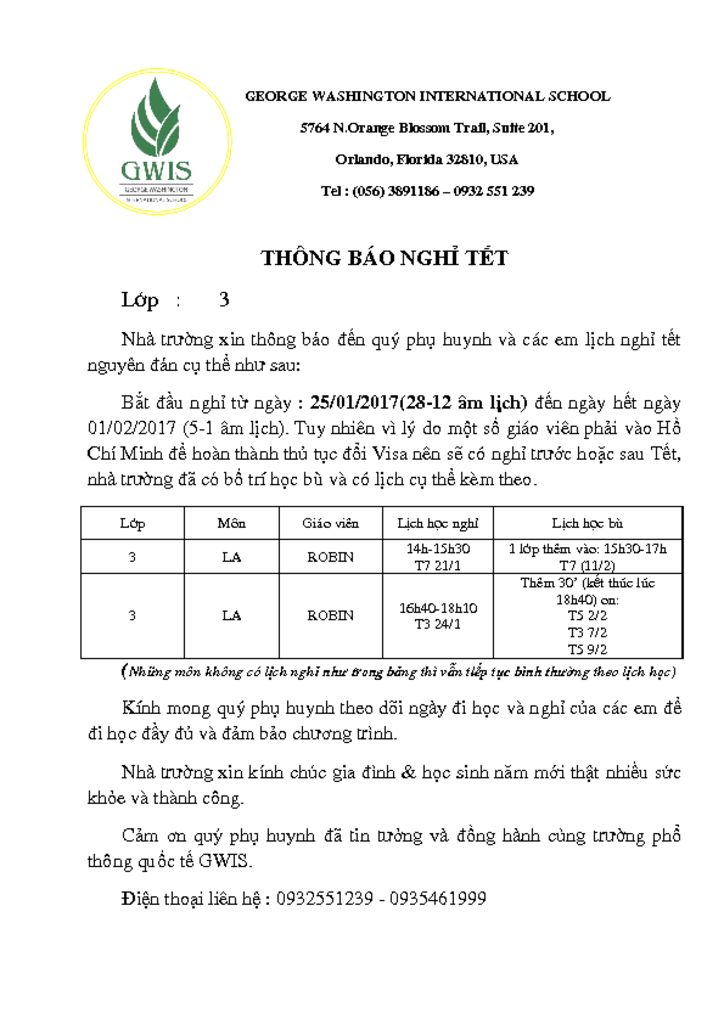 GWIS
GEORGE WASHINGTON
INTERNATIONAL SCHOOL
GEORGE WASHINGTON INTERNATIONAL SCHOOL
5764 N.Orange Blossom Trail, Suite 201,
Orlando, Florida 32810, USA
Tel : (056) 3891186 – 0932 551 239
THÔNG BÁO NGHỈ TẾT
Lớp : 3
Nhà trường xin thông báo đến quý phụ huynh và các em lịch nghỉ tết
nguyên đán cụ thể như sau:
Bắt đầu nghỉ từ ngày : 25/01/2017(28-12 âm lịch) đến ngày hết ngày
01/02/2017 (5-1 âm lịch). Tuy nhiên vì lý do một số giáo viên phải vào Hồ
Chí Minh để hoàn thành thủ tục đổi Visa nên sẽ có nghỉ trước hoặc sau Tết,
nhà trường đã có bố trí học bù và có lịch cụ thể kèm theo.
Lớp Môn Giáo viên Lịch học nghỉ Lịch học bù
3 LA ROBIN 14h-15h30
T7 21/1
1 lớp thêm vào: 15h30-17h
T7 (11/2)
3 LA ROBIN 16h40-18h10
T3 24/1
Thêm 30’ (kết thúc lúc
18h40) on:
T5 2/2
T3 7/2
T5 9/2
(Những môn không có lịch nghỉ như trong bảng thì vẫn tiếp tục bình thường theo lịch học)
Kính mong quý phụ huynh theo dõi ngày đi học và nghỉ của các em để
đi học đầy đủ và đảm bảo chương trình.
Nhà trường xin kính chúc gia đình & học sinh năm mới thật nhiều sức
khỏe và thành công.
Cảm ơn quý phụ huynh đã tin tưởng và đồng hành cùng trường phổ
thông quốc tế GWIS.
Điện thoại liên hệ : 0932551239 - 0935461999